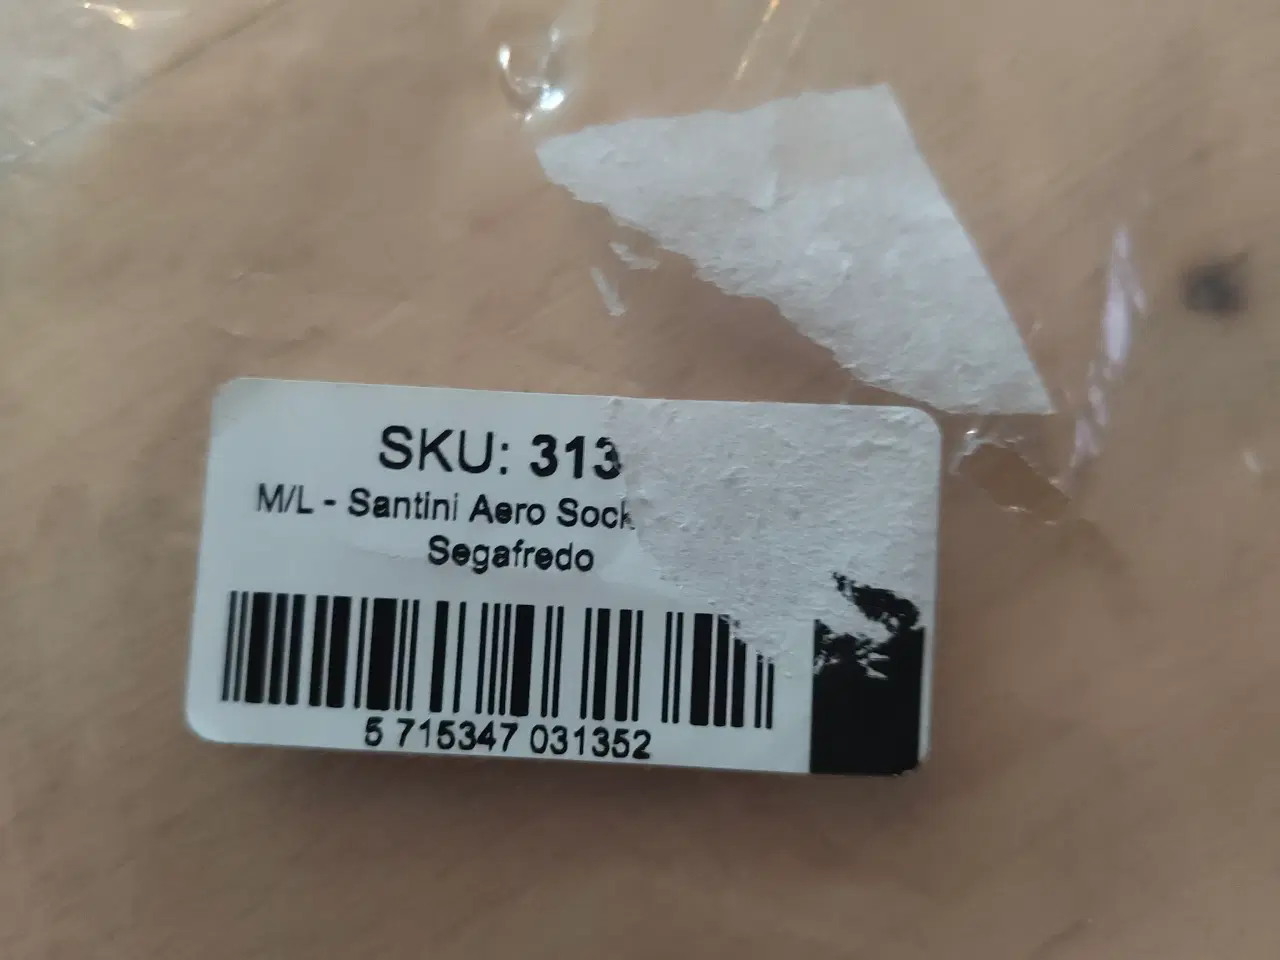 SKU: 313
M/L - Santini Aero Sock
Segafredo
5 715347 031352